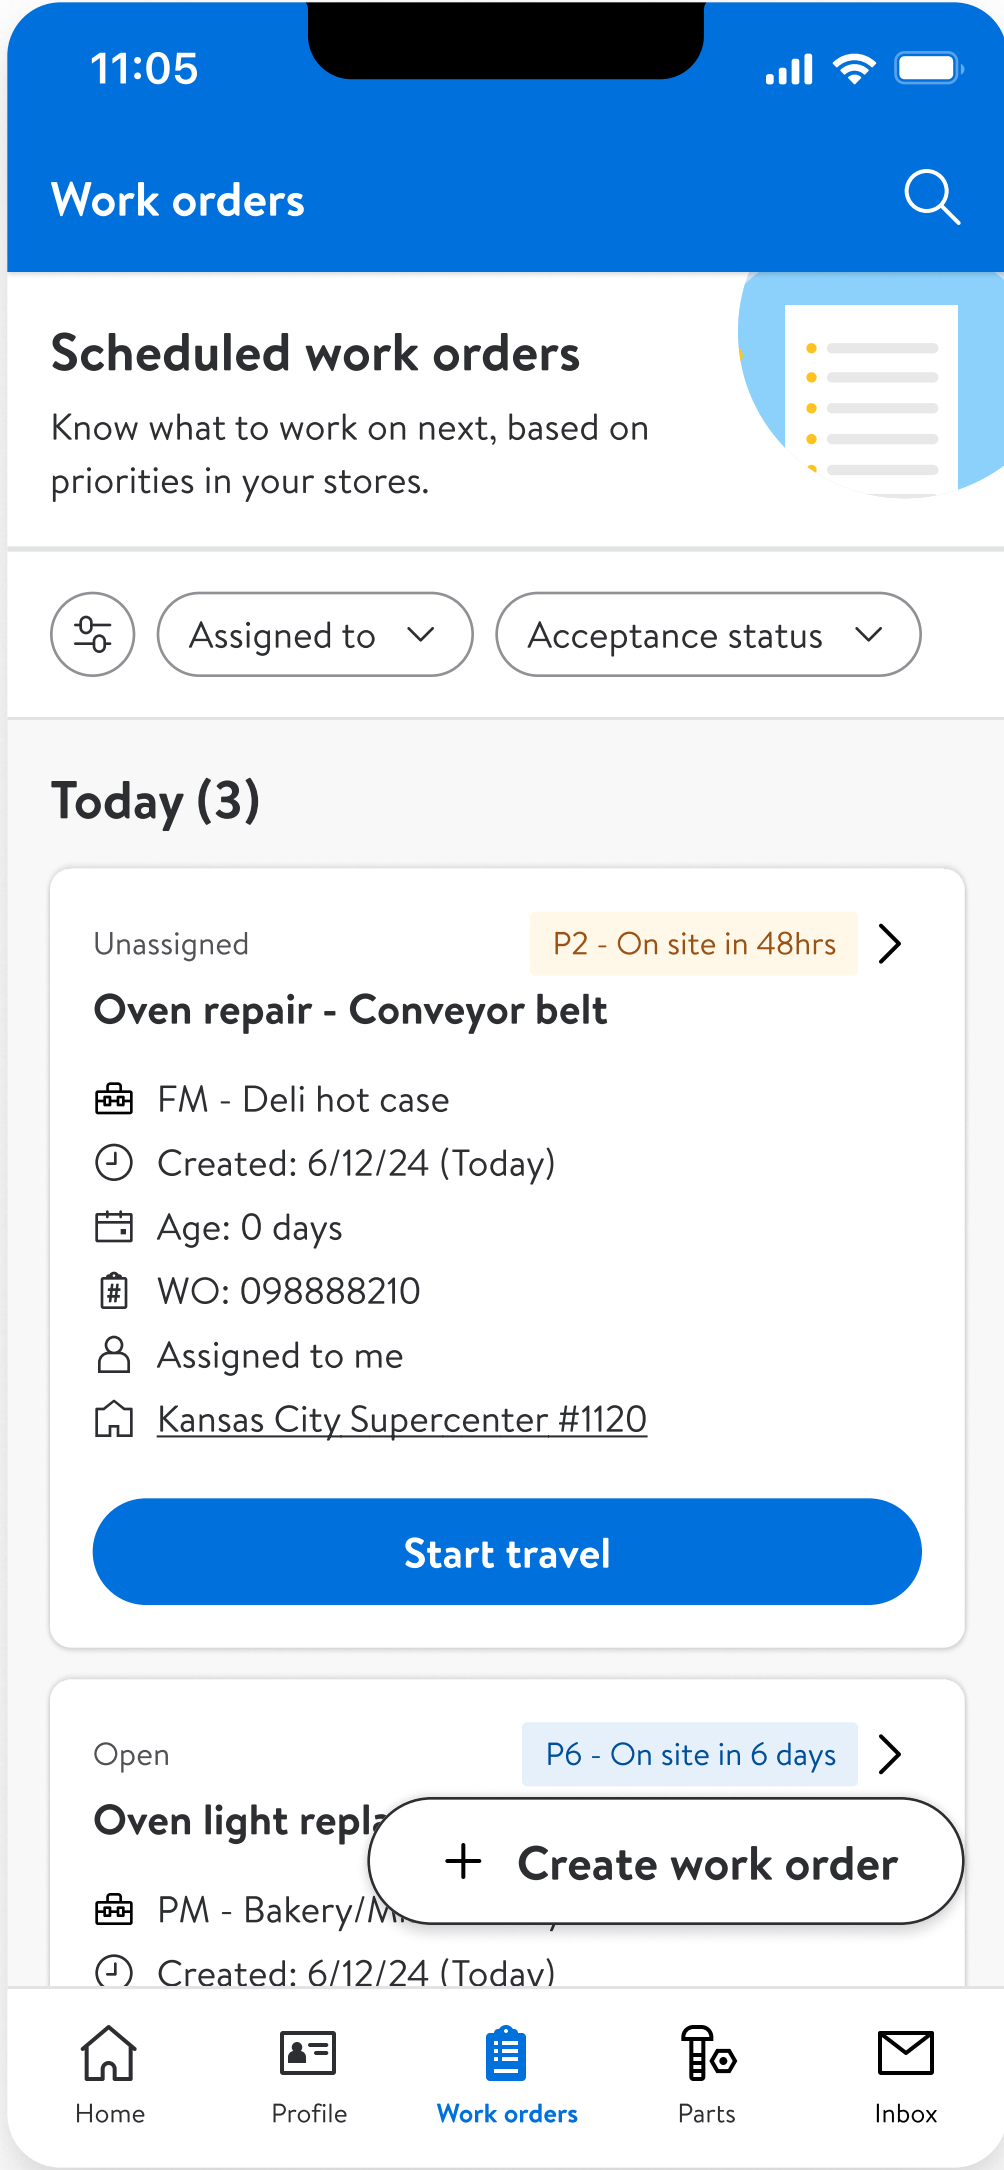 11:05
Work orders
Scheduled work orders
Know what to work on next, based on
priorities in your stores.
Assigned to
Acceptance status
Today (3)
Unassigned
P2 - On site in 48hrs
Oven repair - Conveyor belt
FM - Deli hot case
Created: 6/12/24 (Today)
Age: 0 days
#
WO: 098888210
Assigned to me
Kansas City Supercenter #1120
Start travel
Open
P6 - On site in 6 days
Oven light
+ Create work order
PM - Bakery/
Created: 6/12/24 (Today)
Home
Profile
Work orders
Parts
Inbox